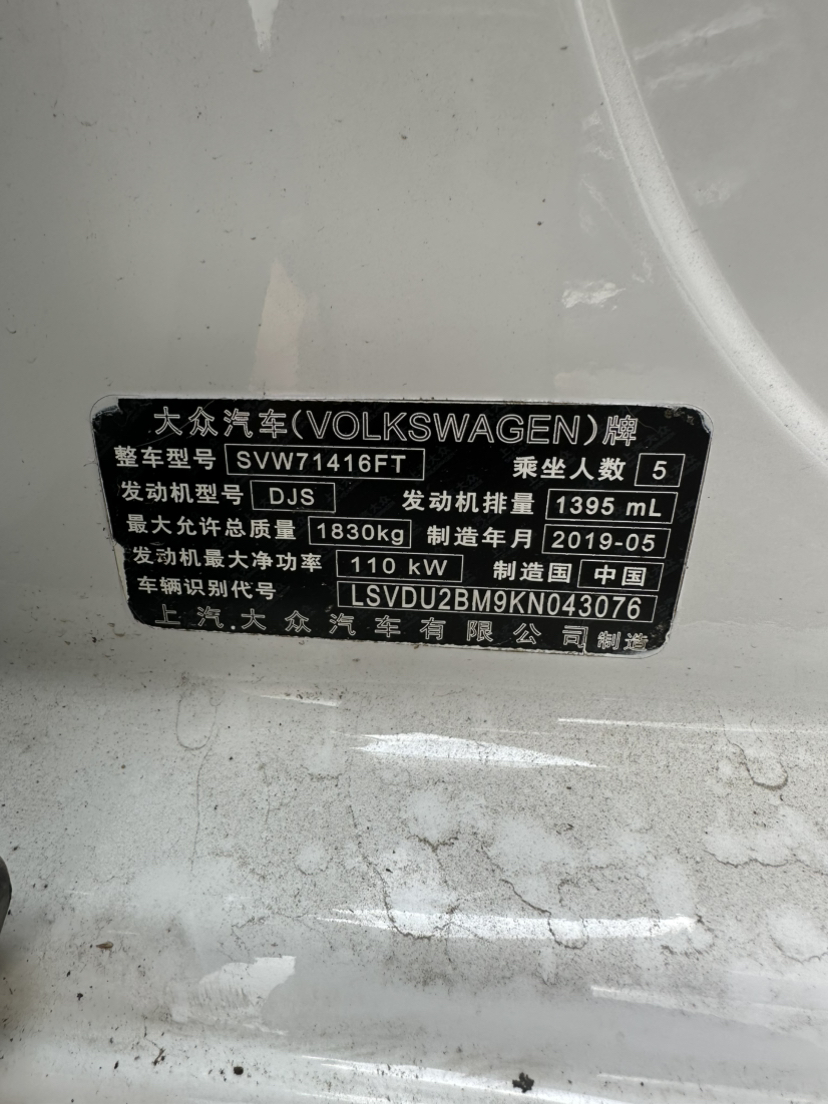 大众汽车(VOLKSWAGEN)牌
整车型号 SVW71416FT 乘坐人数 5
发动机型号 DJS 发动机排量 1395 mL
最大允许总质量 1830kg 制造年月 2019-05
发动机最大净功率 110 kW 制造国 中国
车辆识别代号 LSVDU2BM9KN043076
上汽大众汽车有限公司制造